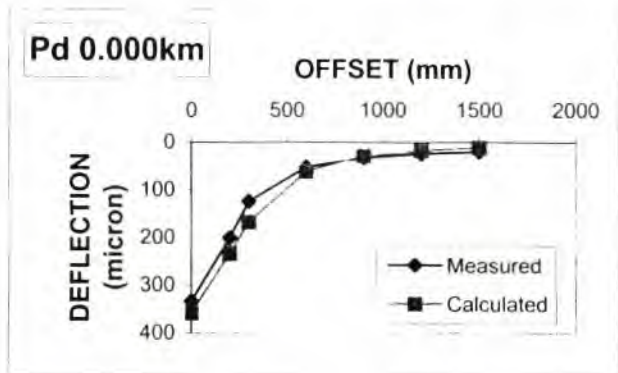 Pd 0.000km
OFFSET (mm)
0 500 1000 1500 2000
0
100
200
300
400
DEFLECTION
(micron)
Measured
Calculated